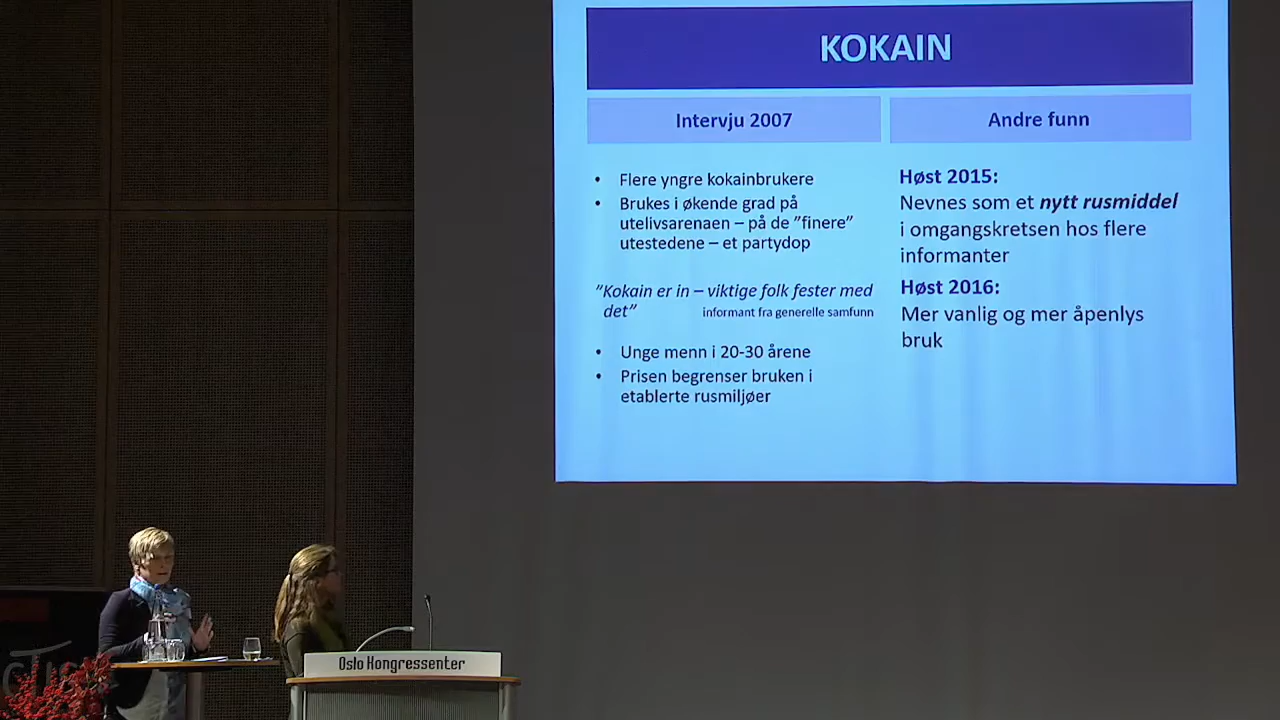 KOKAIN
Intervju 2007
• Flere yngre kokainbrukere
• Brukes i økende grad på
utelivsarenaen – på de ”finere”
utestedene – et partydop
”Kokain er in – viktige folk fester med
det” informant fra generelle samfunn
• Unge menn i 20-30 årene
• Prisen begrenser bruken i
etablerte rusmiljøer
Andre funn
Høst 2015:
Nevnes som et nytt rusmiddel
i omgangskretsen hos flere
informanter
Høst 2016:
Mer vanlig og mer åpenlys
bruk
Oslo Kongressenter